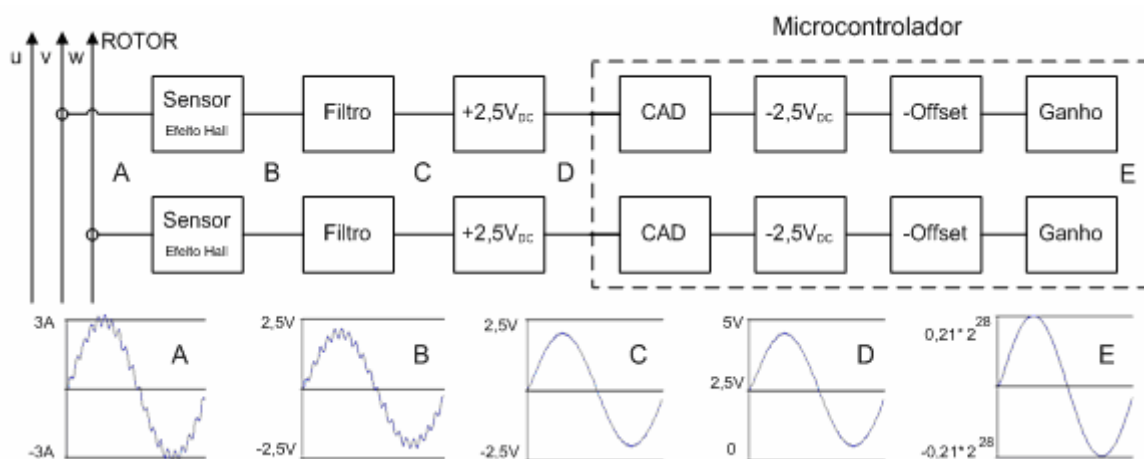 Microcontrolador
u v w ROTOR
Sensor
Efeito Hall
Filtro
+2,5V_DC
CAD
-2,5V_DC
-Offset
Ganho
A B C D E
Sensor
Efeito Hall
Filtro
+2,5V_DC
CAD
-2,5V_DC
-Offset
Ganho
3A
A
-3A
2,5V
B
-2,5V
2,5V
C
-2,5V
5V
2,5V
D
0
0,21*2^28
E
-0.21*2^28